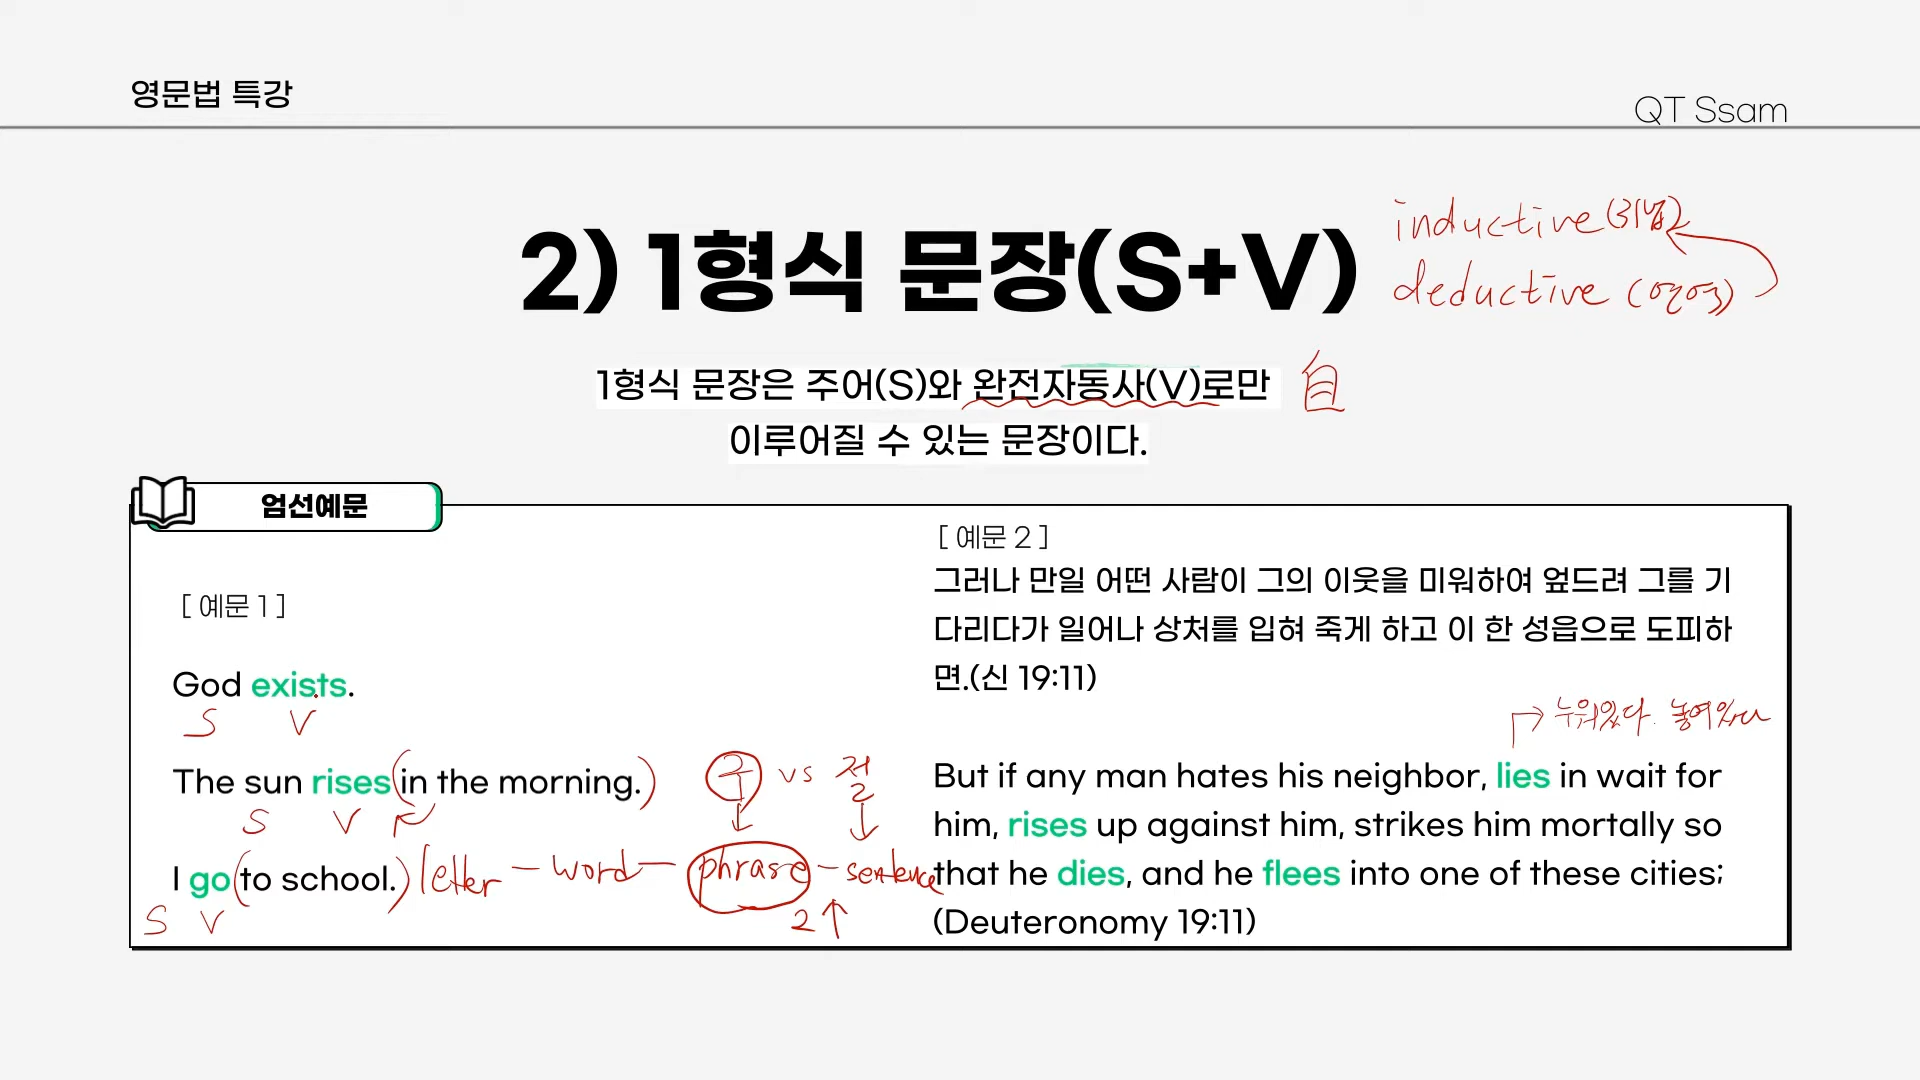 영문법 특강
QT Ssam
2) 1형식 문장(S+V)
inductive
deductive (연역)
1형식 문장은 주어(S)와 완전자동사(V)로만
自
이루어질 수 있는 문장이다.
엄선예문
[ 예문 1 ]
God exists.
S V
The sun rises (in the morning.)
S V
구 vs 절
I go (to school.)
S V
letter - word - phrase - sentence
2↑
[ 예문 2 ]
그러나 만일 어떤 사람이 그의 이웃을 미워하여 엎드려 그를 기
다리다가 일어나 상처를 입혀 죽게 하고 이 한 성읍으로 도피하
면.(신 19:11)
누워있다. 놓여있다
But if any man hates his neighbor, lies in wait for
him, rises up against him, strikes him mortally so
that he dies, and he flees into one of these cities;
(Deuteronomy 19:11)